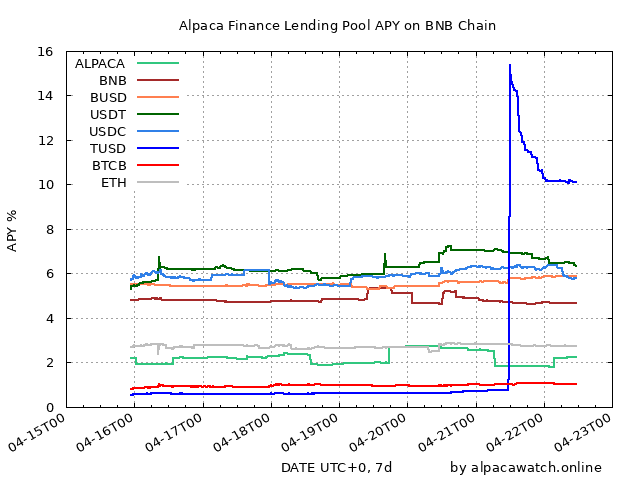 Alpaca Finance Lending Pool APY on BNB Chain
16
14
12
10
8
6
4
2
0
APY %
ALPACA
BNB
BUSD
USDT
USDC
TUSD
BTCB
ETH
04-15T00
04-16T00
04-17T00
04-18T00
04-19T00
04-20T00
04-21T00
04-22T00
04-23T00
DATE UTC+0, 7d
by alpacawatch.online